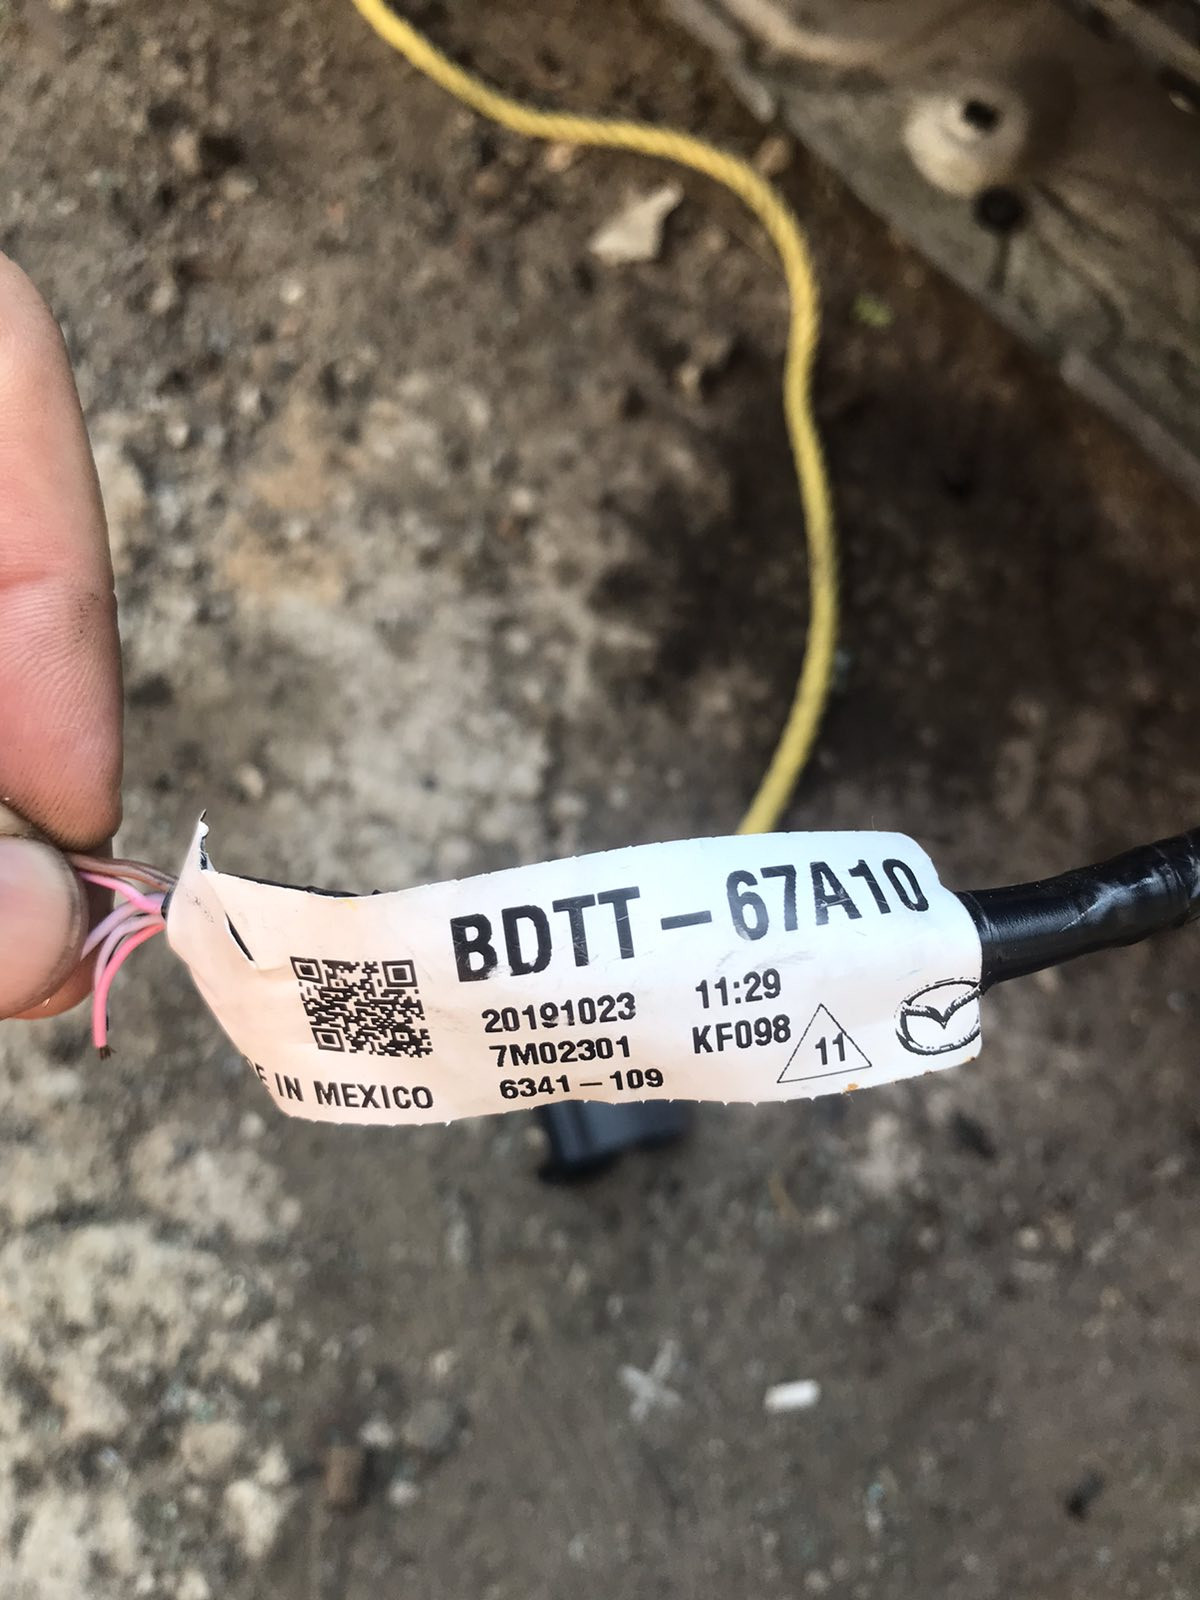 BDTT-67A10
20191023 11:29
7M02301 KF098 11
6341-109
IN MEXICO